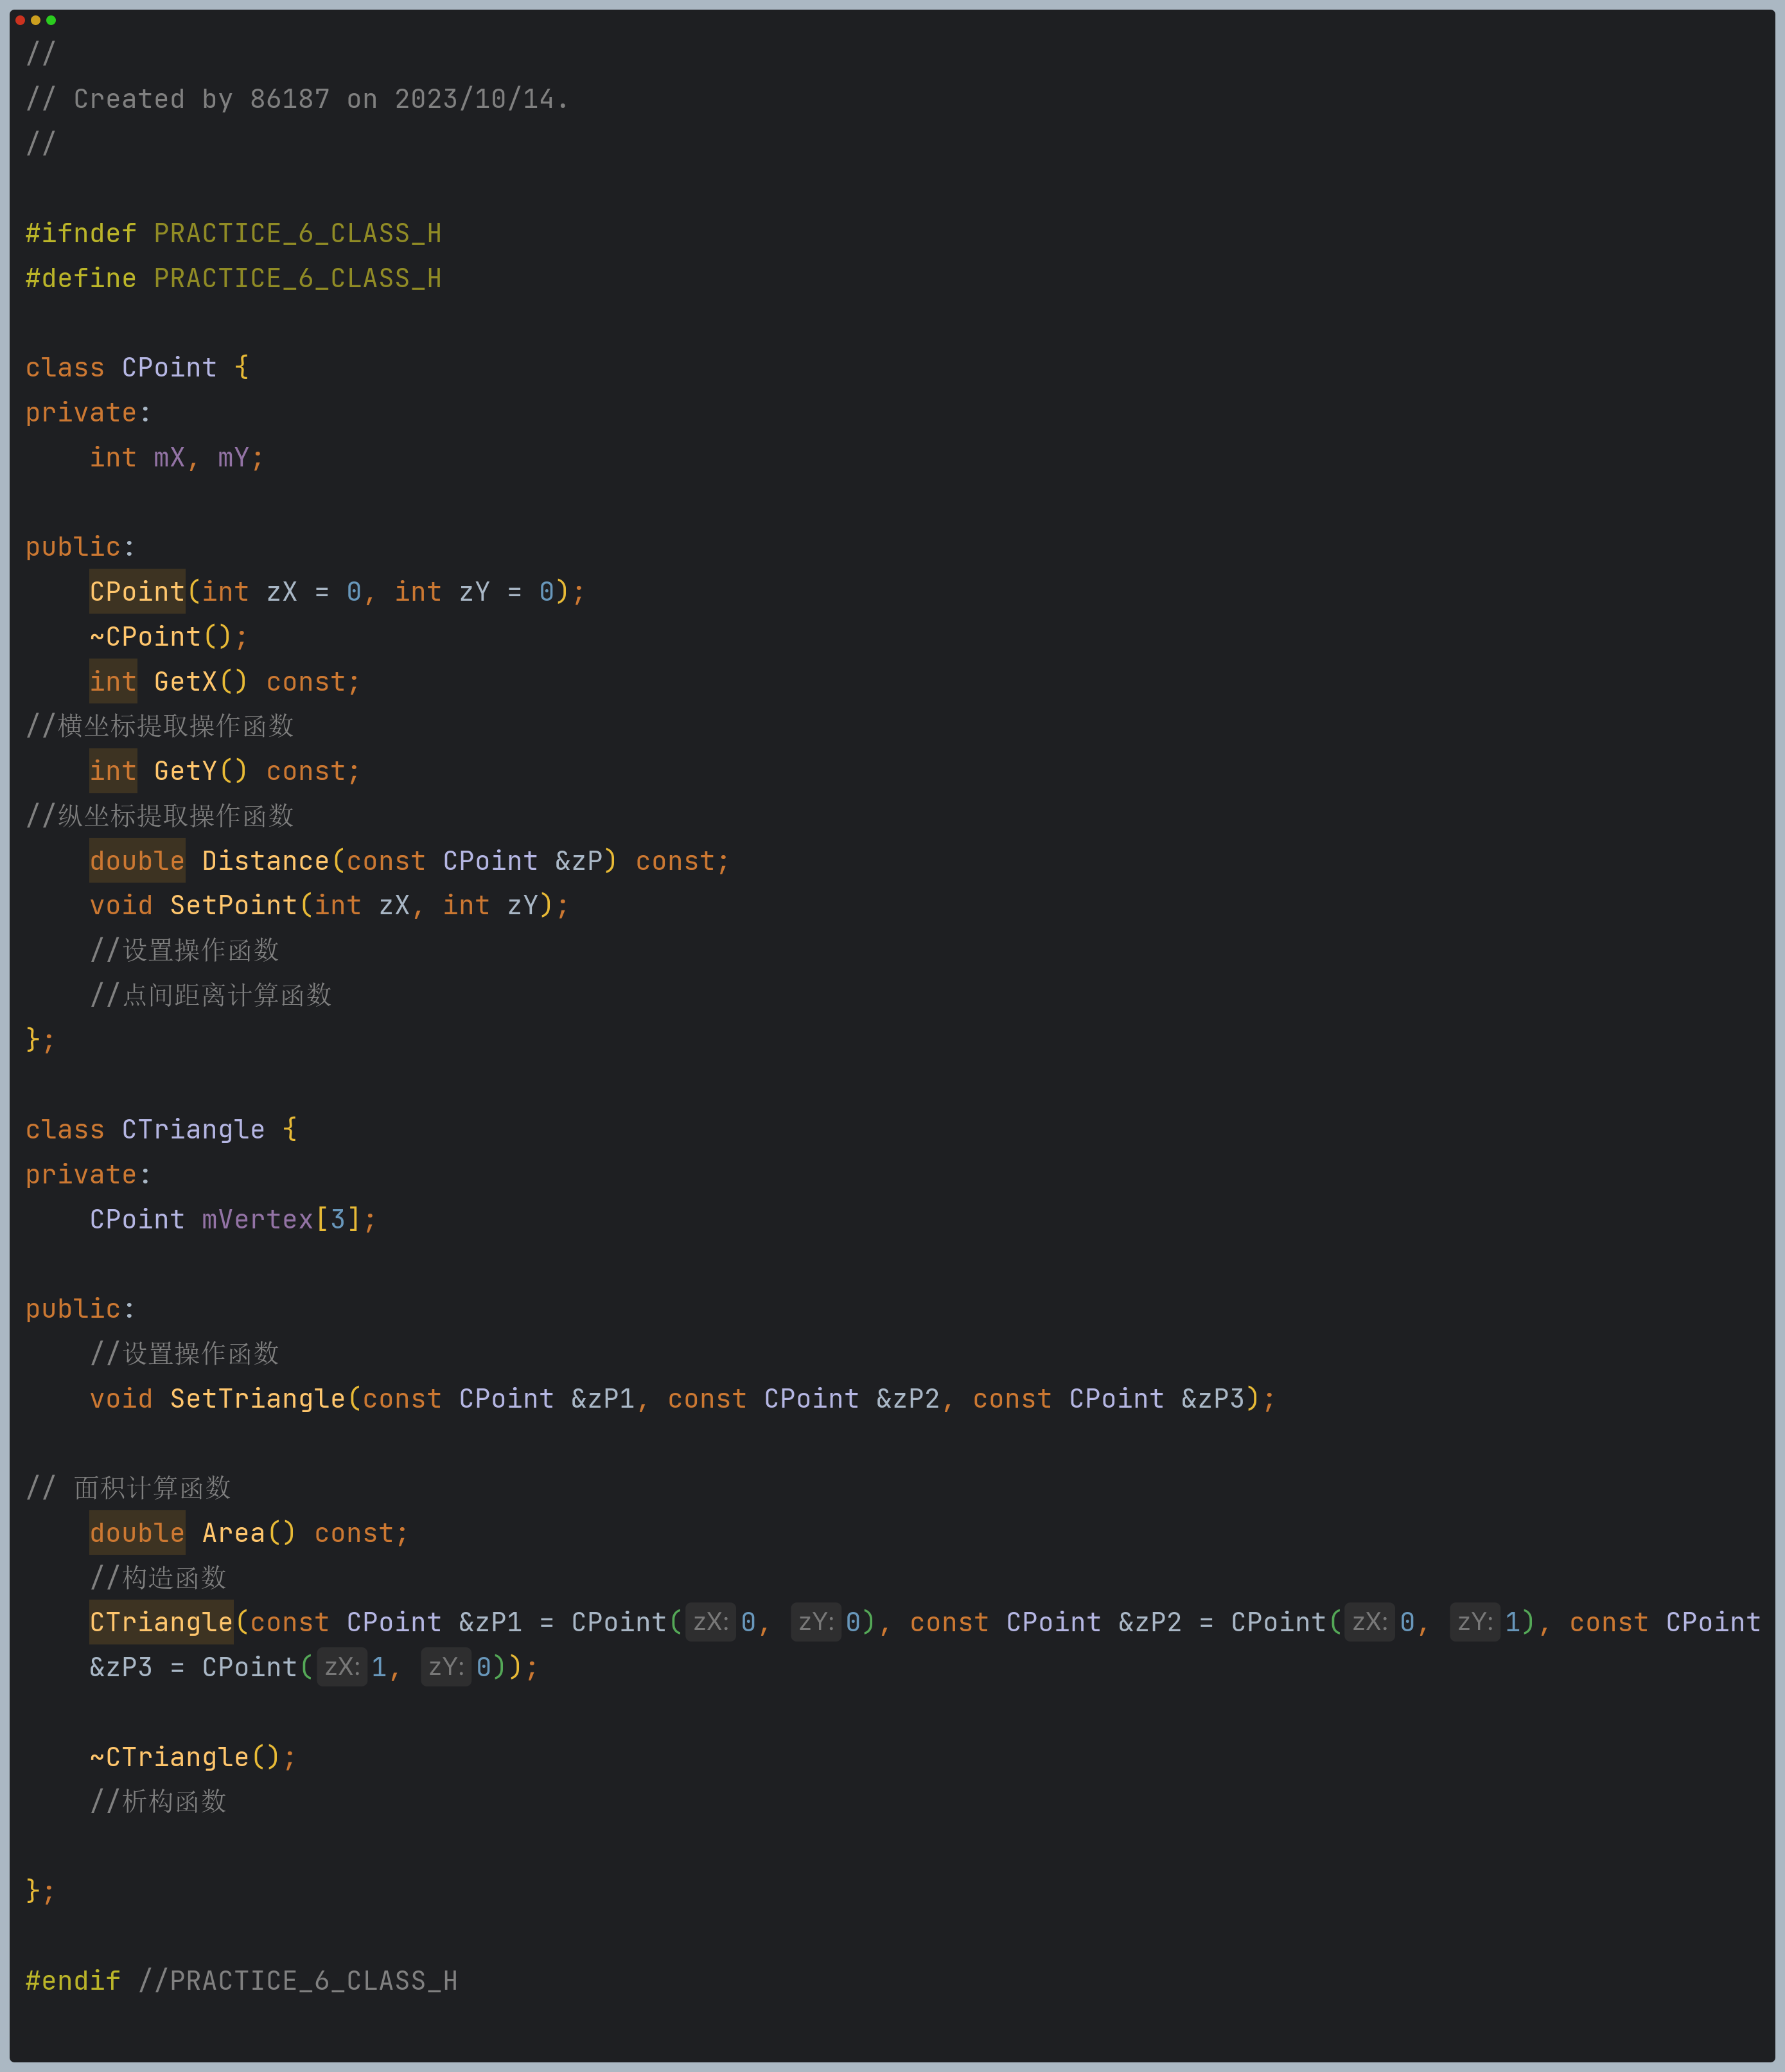 //
// Created by 86187 on 2023/10/14.
//
#ifndef PRACTICE_6_CLASS_H
#define PRACTICE_6_CLASS_H
class CPoint {
private:
int mX, mY;
public:
CPoint(int zX = 0, int zY = 0);
~CPoint();
int GetX() const;
//横坐标提取操作函数
int GetY() const;
//纵坐标提取操作函数
double Distance(const CPoint &zP) const;
void SetPoint(int zX, int zY);
//设置操作函数
//点间距离计算函数
};
class CTriangle {
private:
CPoint mVertex[3];
public:
//设置操作函数
void SetTriangle(const CPoint &zP1, const CPoint &zP2, const CPoint &zP3);
// 面积计算函数
double Area() const;
//构造函数
CTriangle(const CPoint &zP1 = CPoint( zX: 0, zY: 0), const CPoint &zP2 = CPoint( zX: 0, zY: 1), const CPoint
&zP3 = CPoint( zX: 1, zY: 0));
~CTriangle();
//析构函数
};
#endif //PRACTICE_6_CLASS_H